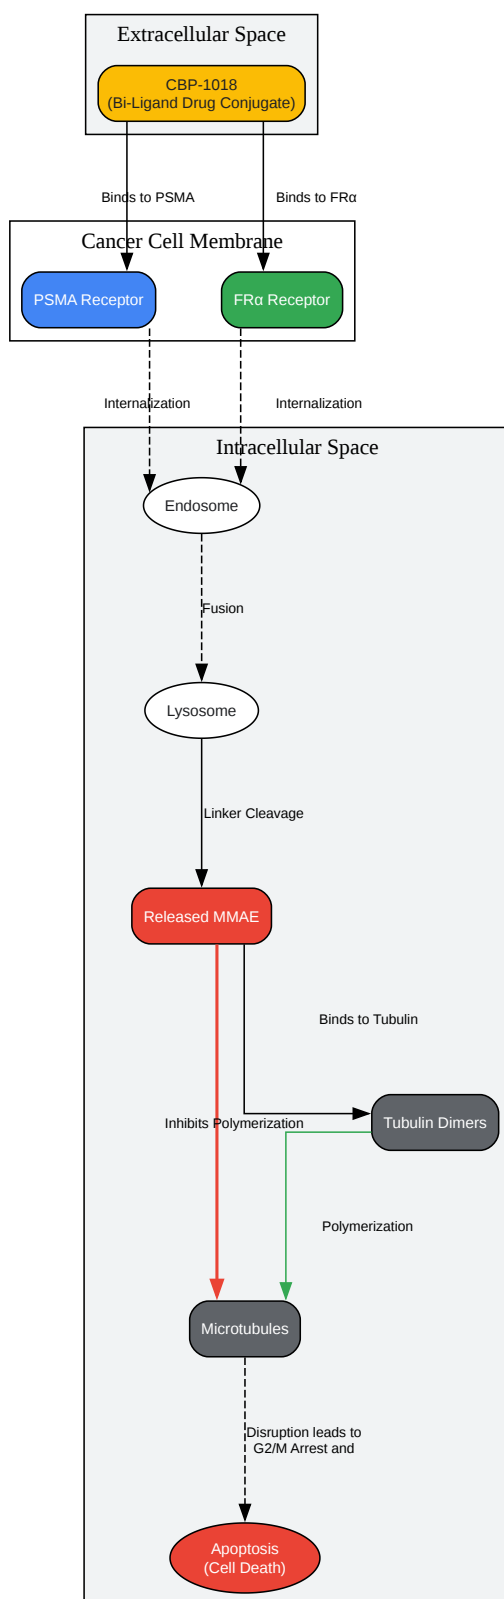 Extracellular Space
CBP-1018
(Bi-Ligand Drug Conjugate)
Binds to PSMA
Binds to FRα
Cancer Cell Membrane
PSMA Receptor
FRα Receptor
Internalization
Internalization
Intracellular Space
Endosome
Fusion
Lysosome
Linker Cleavage
Released MMAE
Binds to Tubulin
Inhibits Polymerization
Tubulin Dimers
Polymerization
Microtubules
Disruption leads to
G2/M Arrest and
Apoptosis
(Cell Death)